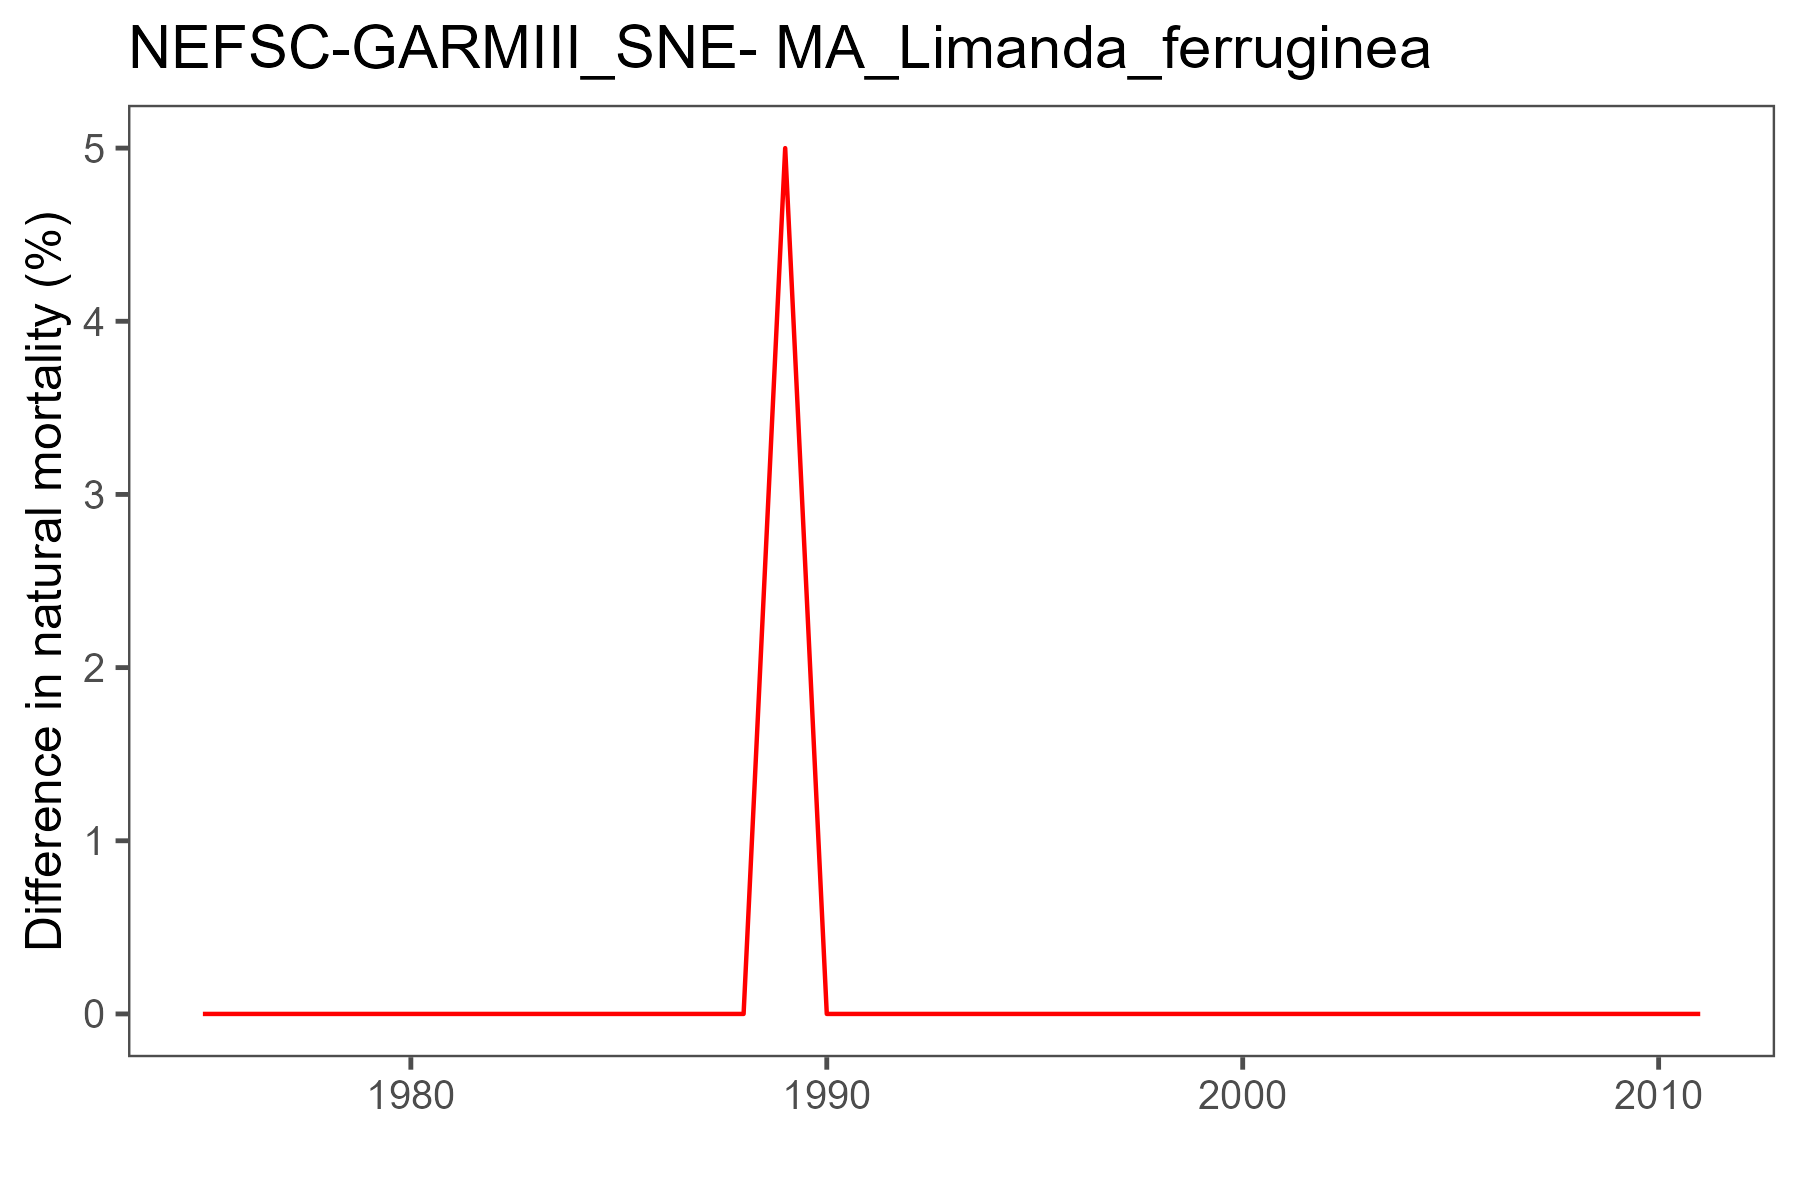 NEFSC-GARMIII_SNE- MA_Limanda_ferruginea
Difference in natural mortality (%)
5
4
3
2
1
0
1980 1990 2000 2010